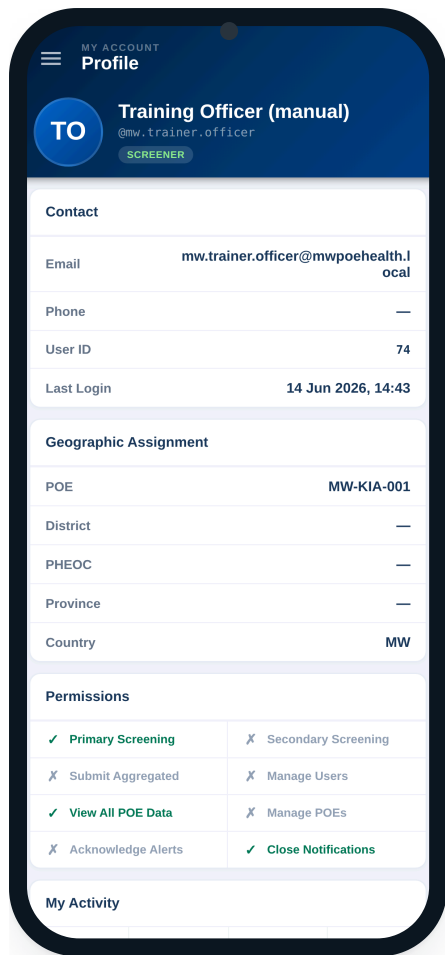 MY ACCOUNT
Profile
TO
Training Officer (manual)
@mw.trainer.officer
SCREENER
Contact
Email mw.trainer.officer@mwpoehealth.l
ocal
Phone —
User ID 74
Last Login 14 Jun 2026, 14:43
Geographic Assignment
POE MW-KIA-001
District —
PHEOC —
Province —
Country MW
Permissions
✓ Primary Screening ✗ Secondary Screening
✗ Submit Aggregated ✗ Manage Users
✓ View All POE Data ✗ Manage POEs
✗ Acknowledge Alerts ✓ Close Notifications
My Activity